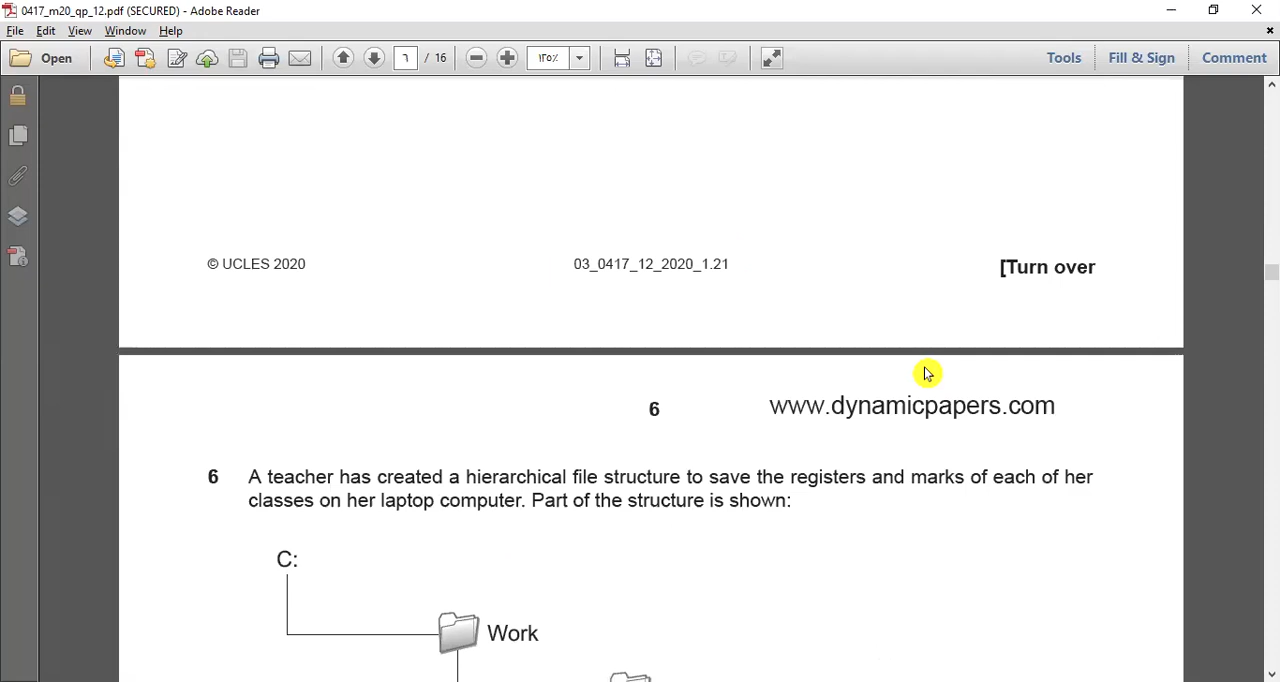 0417_m20_qp_12.pdf (SECURED) - Adobe Reader
File Edit View Window Help
Open ٦ / 16 ١٢٥٪ Tools Fill & Sign Comment
© UCLES 2020 03_0417_12_2020_1.21 [Turn over
6 www.dynamicpapers.com
6 A teacher has created a hierarchical file structure to save the registers and marks of each of her
classes on her laptop computer. Part of the structure is shown:
C:
Work